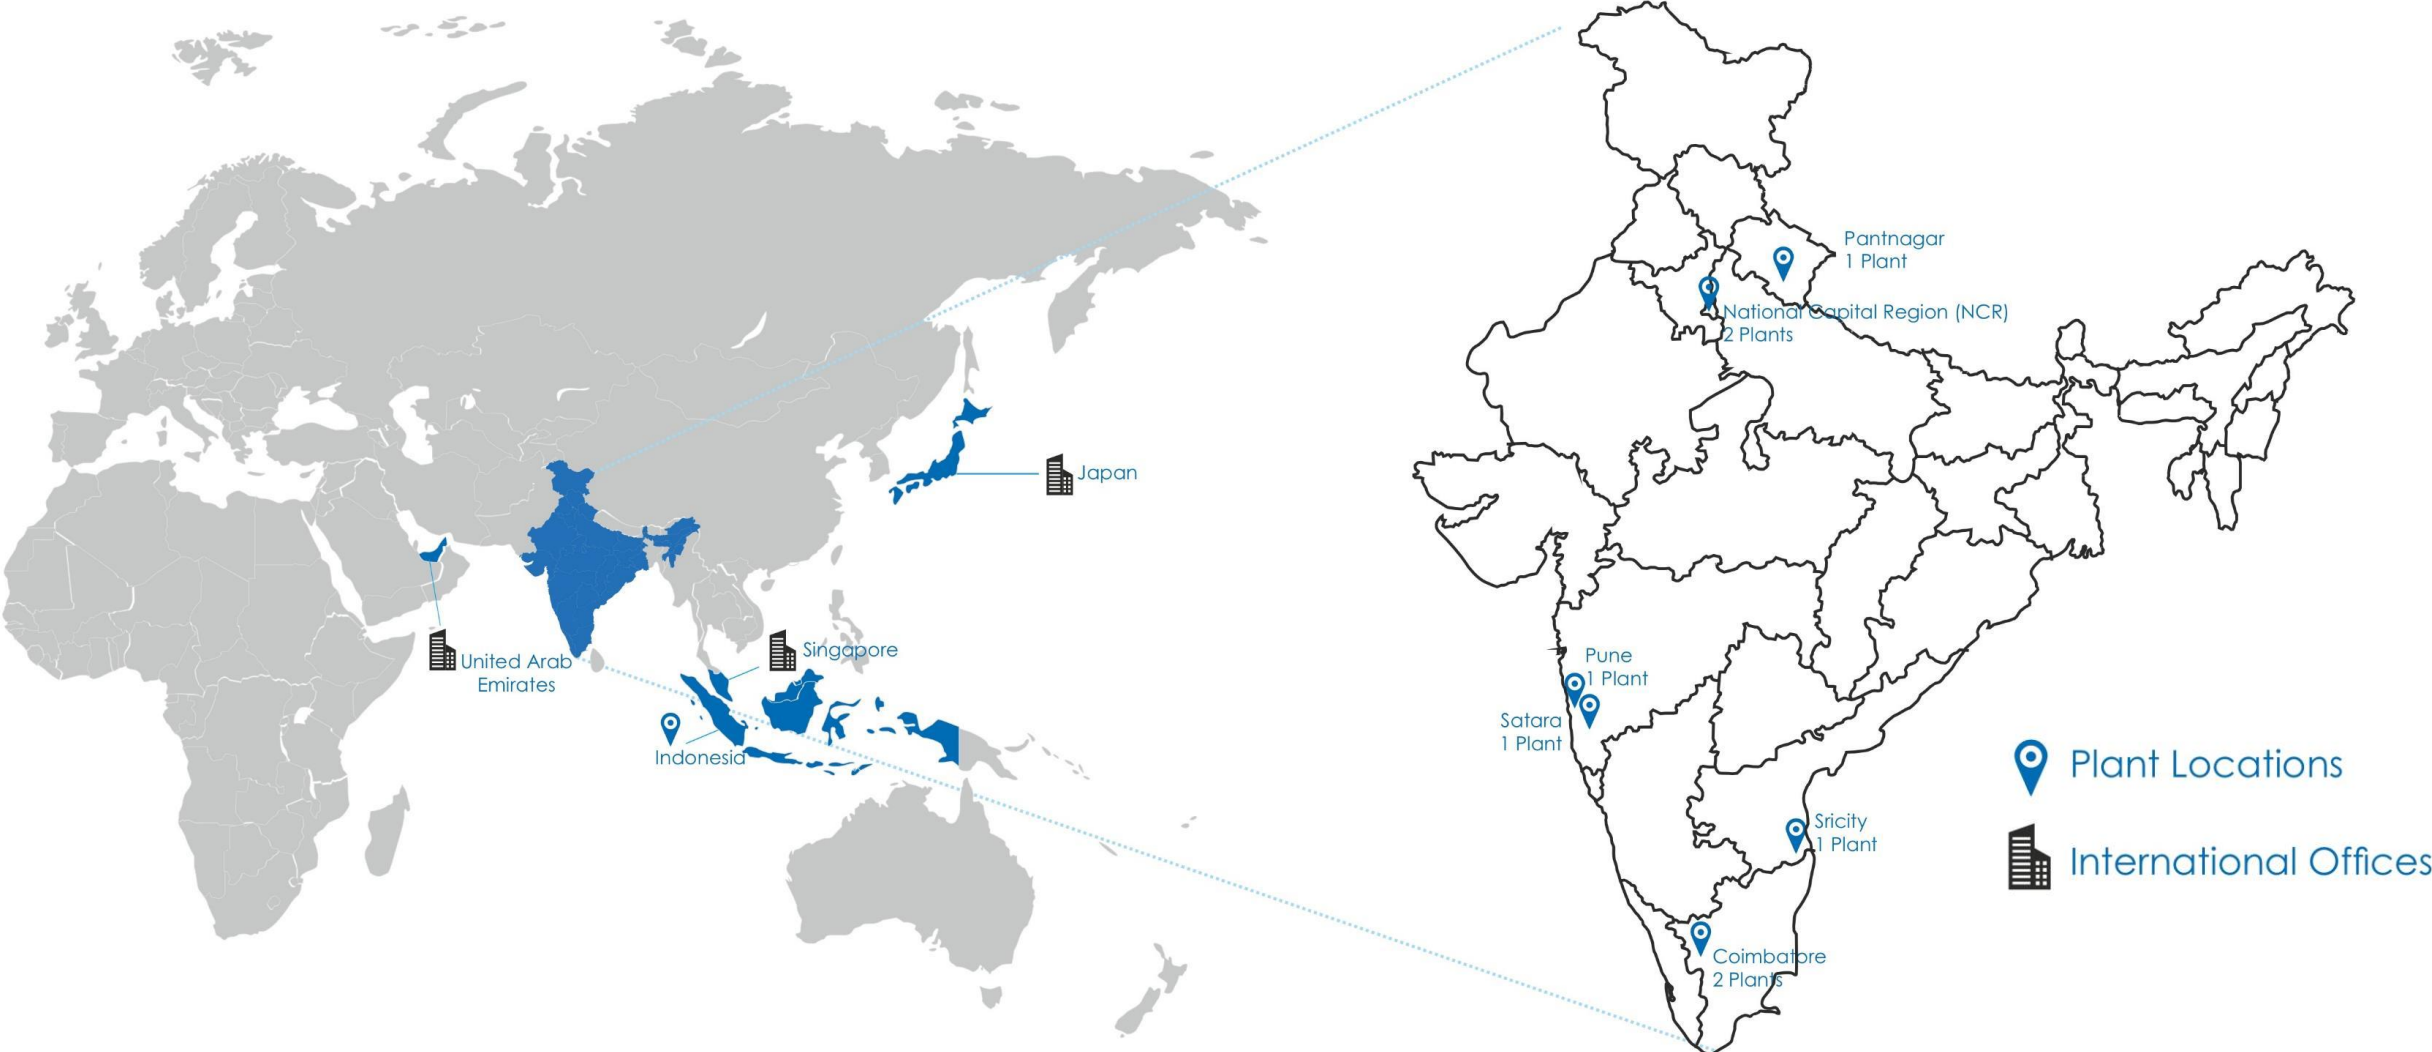 Japan
United Arab
Emirates
Singapore
Indonesia
Pantnagar
1 Plant
National Capital Region (NCR)
2 Plants
Pune
1 Plant
Satara
1 Plant
Sricity
1 Plant
Coimbatore
2 Plants
Plant Locations
International Offices